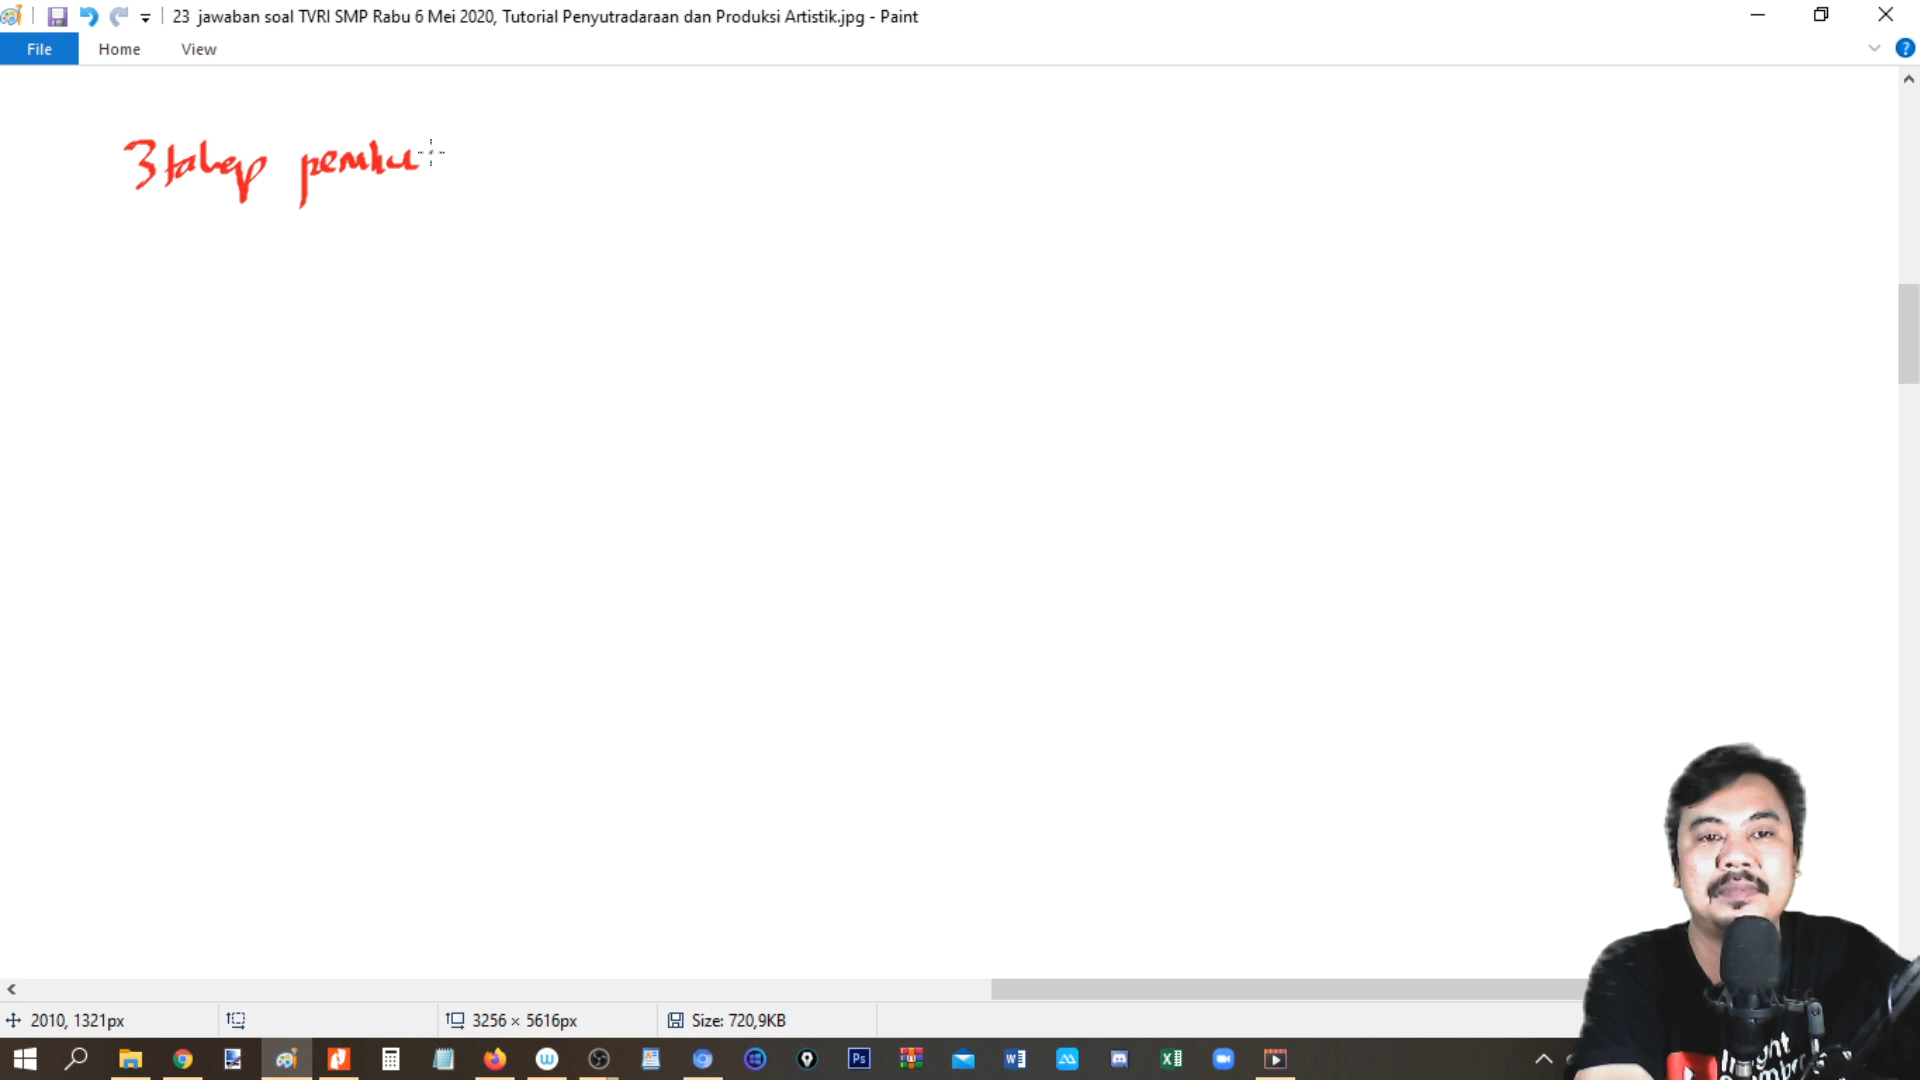 23 jawaban soal TVRI SMP Rabu 6 Mei 2020, Tutorial Penyutradaraan dan Produksi Artistik.jpg - Paint
File Home View
3 tahap pembu
2010, 1321px
3256 × 5616px
Size: 720,9KB